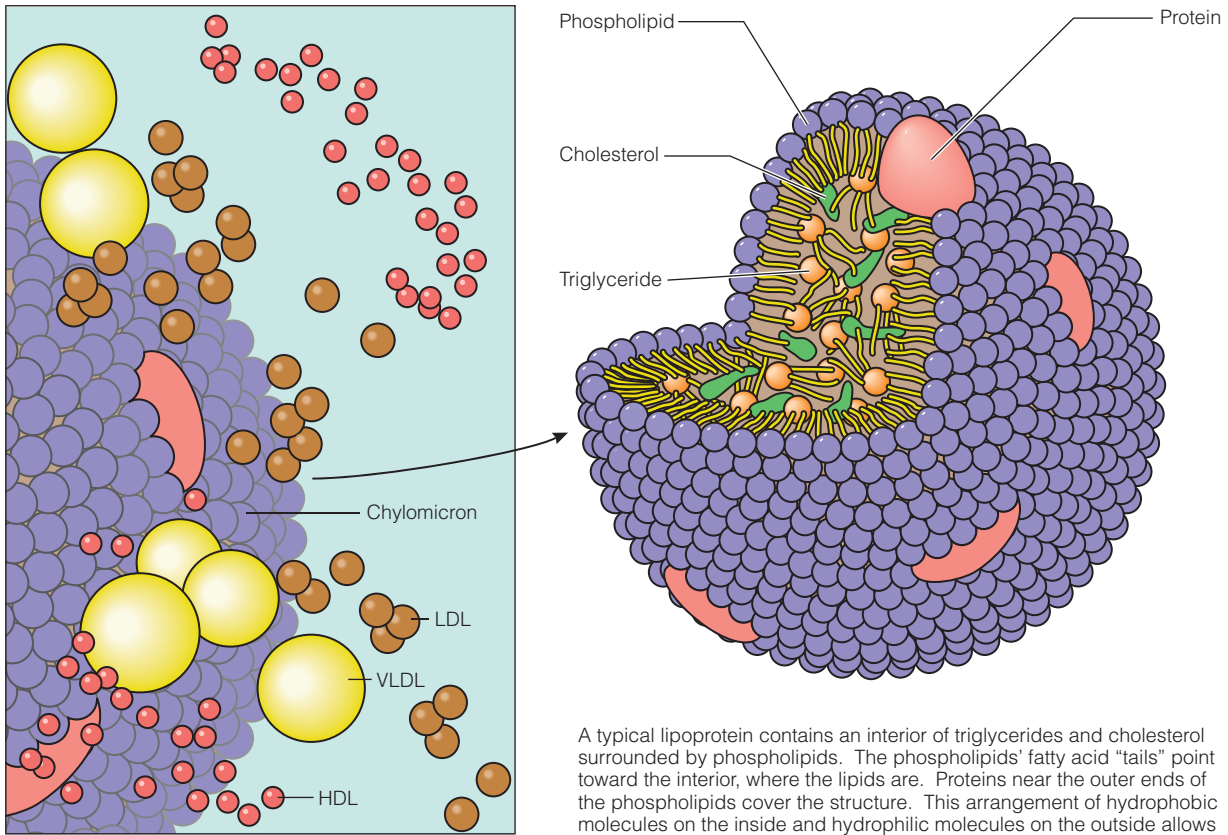 Phospholipid
Protein
Cholesterol
Triglyceride
Chylomicron
LDL
VLDL
HDL
A typical lipoprotein contains an interior of triglycerides and cholesterol
surrounded by phospholipids. The phospholipids’ fatty acid “tails” point
toward the interior, where the lipids are. Proteins near the outer ends of
the phospholipids cover the structure. This arrangement of hydrophobic
molecules on the inside and hydrophilic molecules on the outside allows